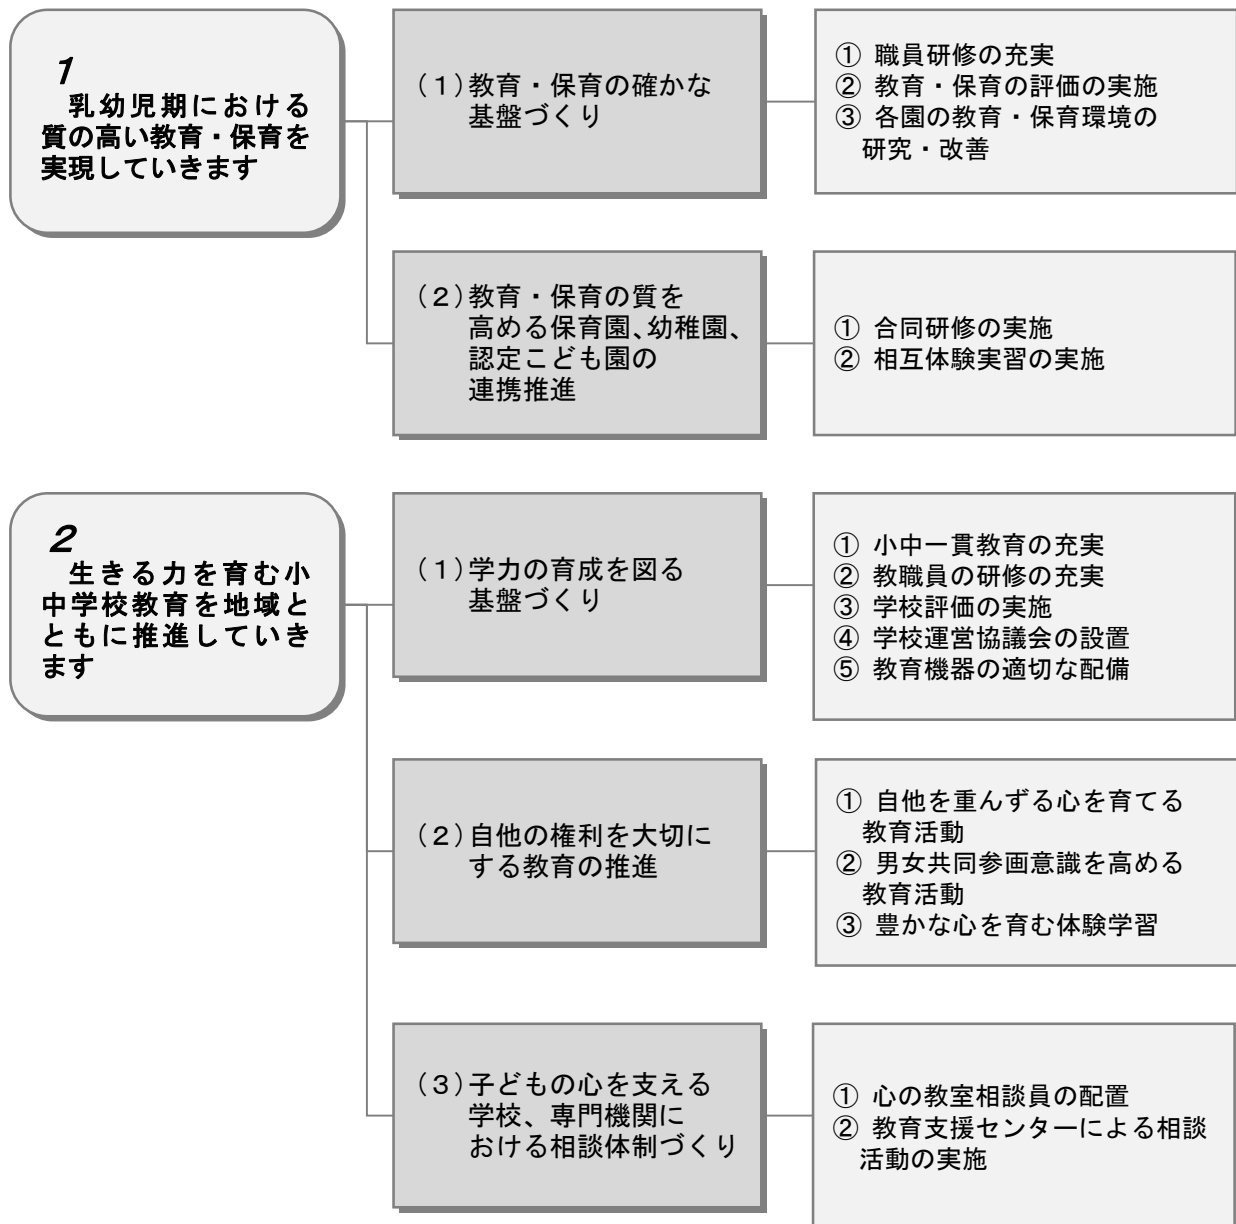 1
乳幼児期における
質の高い教育・保育を
実現していきます
（１）教育・保育の確かな
基盤づくり
① 職員研修の充実
② 教育・保育の評価の実施
③ 各園の教育・保育環境の
研究・改善
（２）教育・保育の質を
高める保育園、幼稚園、
認定こども園の
連携推進
① 合同研修の実施
② 相互体験実習の実施
2
生きる力を育む小
中学校教育を地域と
ともに推進していき
ます
（１）学力の育成を図る
基盤づくり
① 小中一貫教育の充実
② 教職員の研修の充実
③ 学校評価の実施
④ 学校運営協議会の設置
⑤ 教育機器の適切な配備
（２）自他の権利を大切に
する教育の推進
① 自他を重んずる心を育てる
教育活動
② 男女共同参画意識を高める
教育活動
③ 豊かな心を育む体験学習
（３）子どもの心を支える
学校、専門機関に
おける相談体制づくり
① 心の教室相談員の配置
② 教育支援センターによる相談
活動の実施